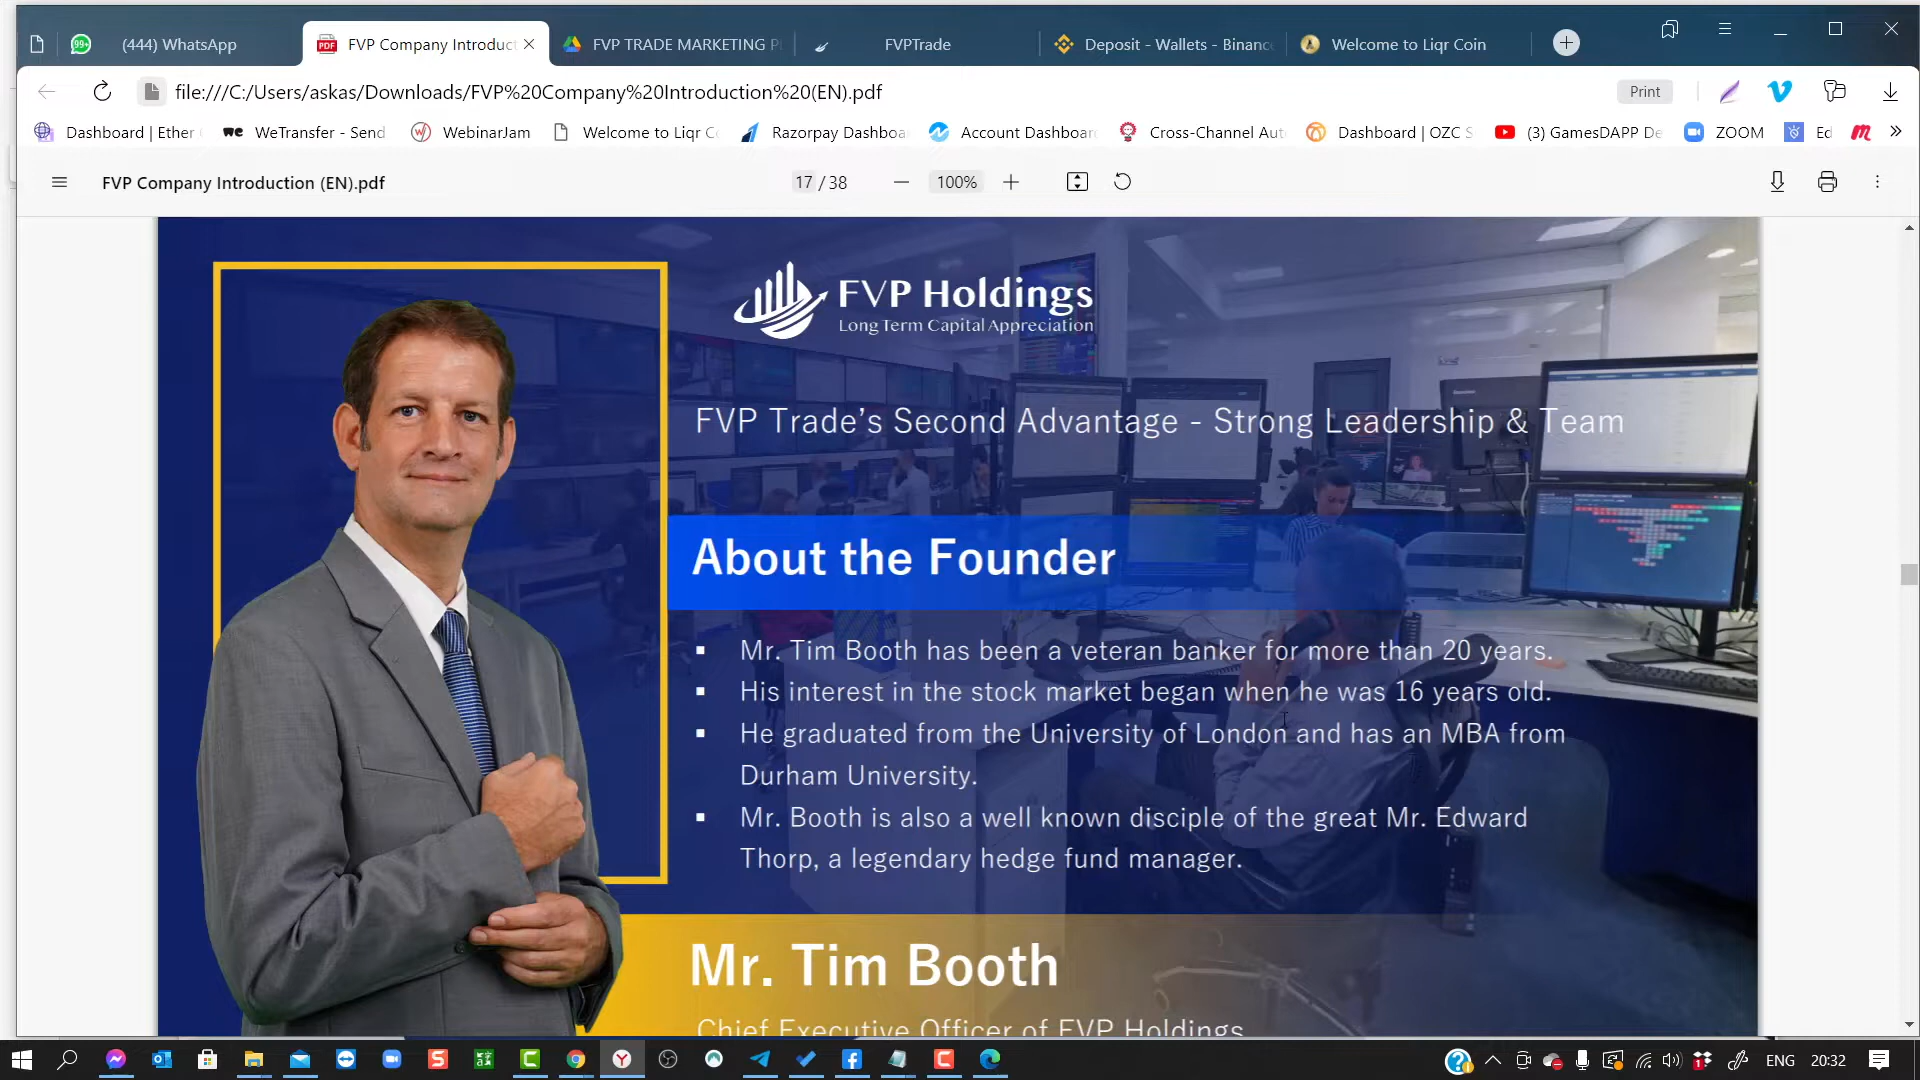 (444) WhatsApp
FVP Company Introduct
FVP TRADE MARKETING P
FVPTrade
Deposit - Wallets - Binance
Welcome to Liqr Coin
file:///C:/Users/askas/Downloads/FVP%20Company%20Introduction%20(EN).pdf
Print
Dashboard | Ether
WeTransfer - Send
WebinarJam
Welcome to Liqr Co
Razorpay Dashboa
Account Dashboar
Cross-Channel Aut
Dashboard | OZC S
(3) GamesDAPP De
ZOOM
Ed
FVP Company Introduction (EN).pdf
17 / 38
100%
FVP Holdings
Long Term Capital Appreciation
FVP Trade's Second Advantage - Strong Leadership & Team
About the Founder
▪ Mr. Tim Booth has been a veteran banker for more than 20 years.
▪ His interest in the stock market began when he was 16 years old.
▪ He graduated from the University of London and has an MBA from
Durham University.
▪ Mr. Booth is also a well known disciple of the great Mr. Edward
Thorp, a legendary hedge fund manager.
Mr. Tim Booth
Chief Executive Officer of FVP Holdings
ENG
20:32